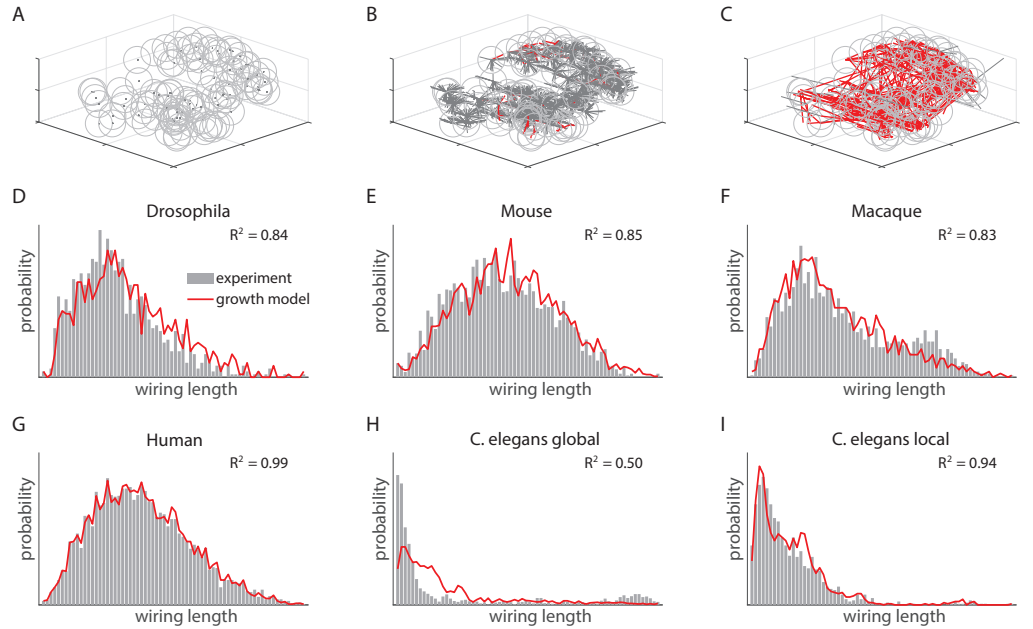 A
B
C
D
Drosophila
R² = 0.84
experiment
growth model
probability
wiring length
E
Mouse
R² = 0.85
probability
wiring length
F
Macaque
R² = 0.83
probability
wiring length
G
Human
R² = 0.99
probability
wiring length
H
C. elegans global
R² = 0.50
probability
wiring length
I
C. elegans local
R² = 0.94
probability
wiring length